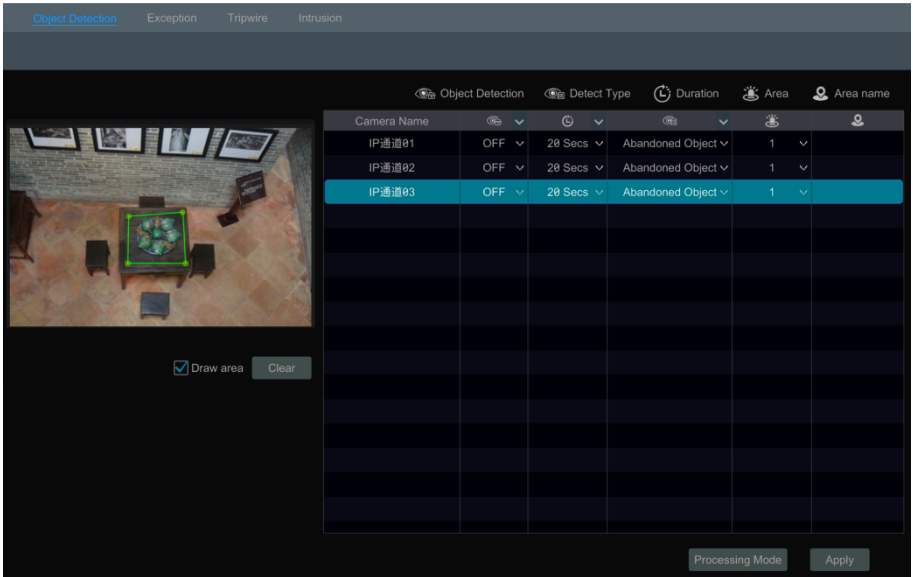 Object Detection Exception Tripwire Intrusion
Object Detection Detect Type Duration Area Area name
Camera Name
IP通道01 OFF 20 Secs Abandoned Object 1
IP通道02 OFF 20 Secs Abandoned Object 1
IP通道03 OFF 20 Secs Abandoned Object 1
Draw area Clear
Processing Mode Apply